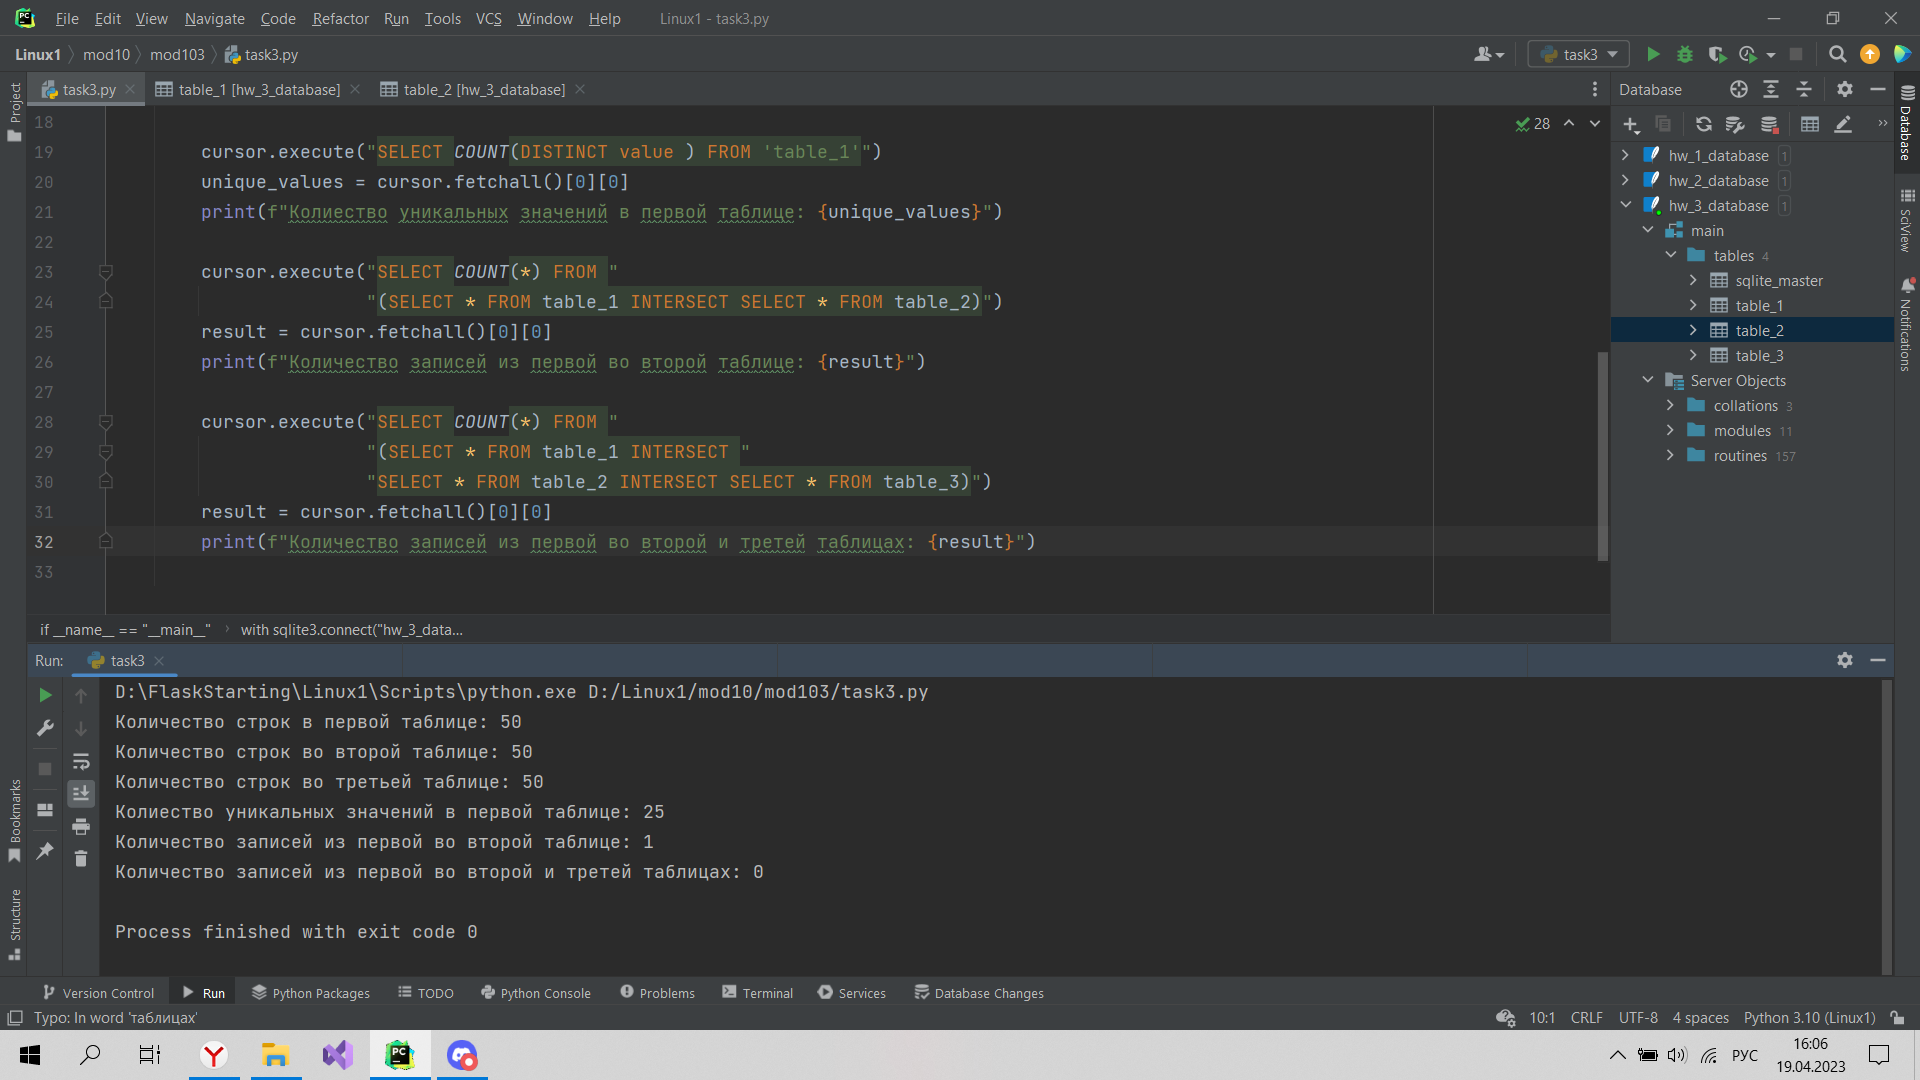 File Edit View Navigate Code Refactor Run Tools VCS Window Help Linux1 - task3.py
Linux1 mod10 mod103 task3.py task3
task3.py table_1 [hw_3_database] table_2 [hw_3_database]
Project
28
18
19 cursor.execute("SELECT COUNT(DISTINCT value ) FROM 'table_1'")
20 unique_values = cursor.fetchall()[0][0]
21 print(f"Колиество уникальных значений в первой таблице: {unique_values}")
22
23 cursor.execute("SELECT COUNT(*) FROM "
24 "(SELECT * FROM table_1 INTERSECT SELECT * FROM table_2)")
25 result = cursor.fetchall()[0][0]
26 print(f"Количество записей из первой во второй таблице: {result}")
27
28 cursor.execute("SELECT COUNT(*) FROM "
29 "(SELECT * FROM table_1 INTERSECT "
30 "SELECT * FROM table_2 INTERSECT SELECT * FROM table_3)")
31 result = cursor.fetchall()[0][0]
32 print(f"Количество записей из первой во второй и третей таблицах: {result}")
33
if __name__ == "__main__" with sqlite3.connect("hw_3_data...
Database
hw_1_database 1
hw_2_database 1
hw_3_database 1
main
tables 4
sqlite_master
table_1
table_2
table_3
Server Objects
collations 3
modules 11
routines 157
Database
SciView
Notifications
Run: task3
D:\FlaskStarting\Linux1\Scripts\python.exe D:/Linux1/mod10/mod103/task3.py
Количество строк в первой таблице: 50
Количество строк во второй таблице: 50
Количество строк во третьей таблице: 50
Колиество уникальных значений в первой таблице: 25
Количество записей из первой во второй таблице: 1
Количество записей из первой во второй и третей таблицах: 0
Process finished with exit code 0
Bookmarks
Structure
Version Control Run Python Packages TODO Python Console Problems Terminal Services Database Changes
Typo: In word 'таблицах' 10:1 CRLF UTF-8 4 spaces Python 3.10 (Linux1)
РУС
16:06
19.04.2023